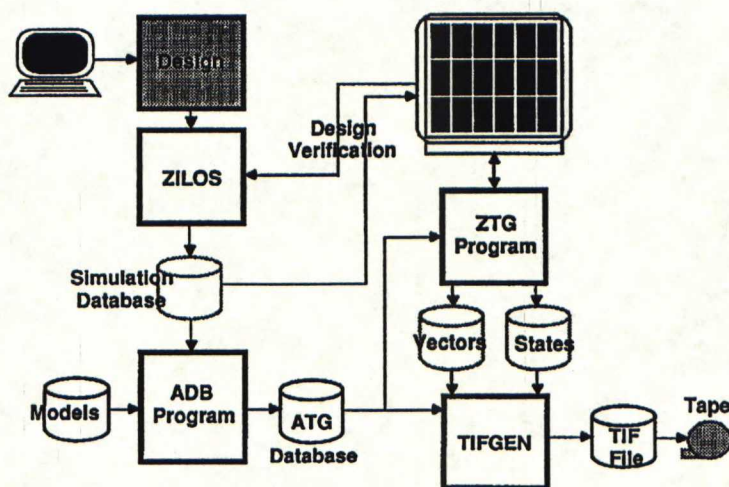 Design
Design
Verification
ZILOS
ZTG
Program
Simulation
Database
Vectors
States
Models
ADB
Program
ATG
Database
TIFGEN
TIF
File
Tape